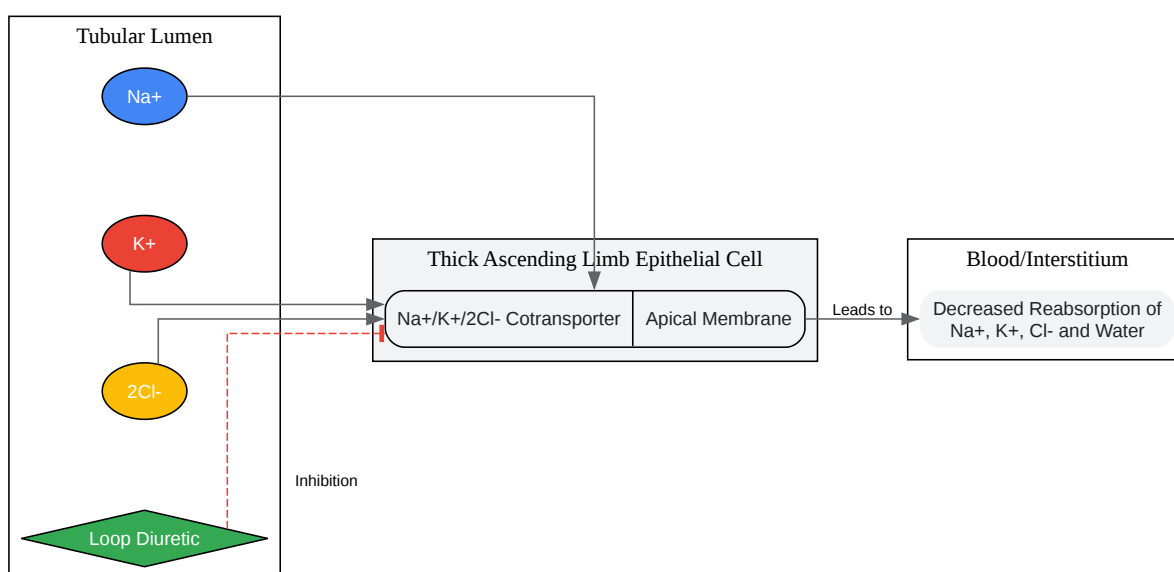 Tubular Lumen
Na+
K+
2Cl-
Loop Diuretic
Inhibition
Thick Ascending Limb Epithelial Cell
Na+/K+/2Cl- Cotransporter
Apical Membrane
Leads to
Blood/Interstitium
Decreased Reabsorption of
Na+, K+, Cl- and Water